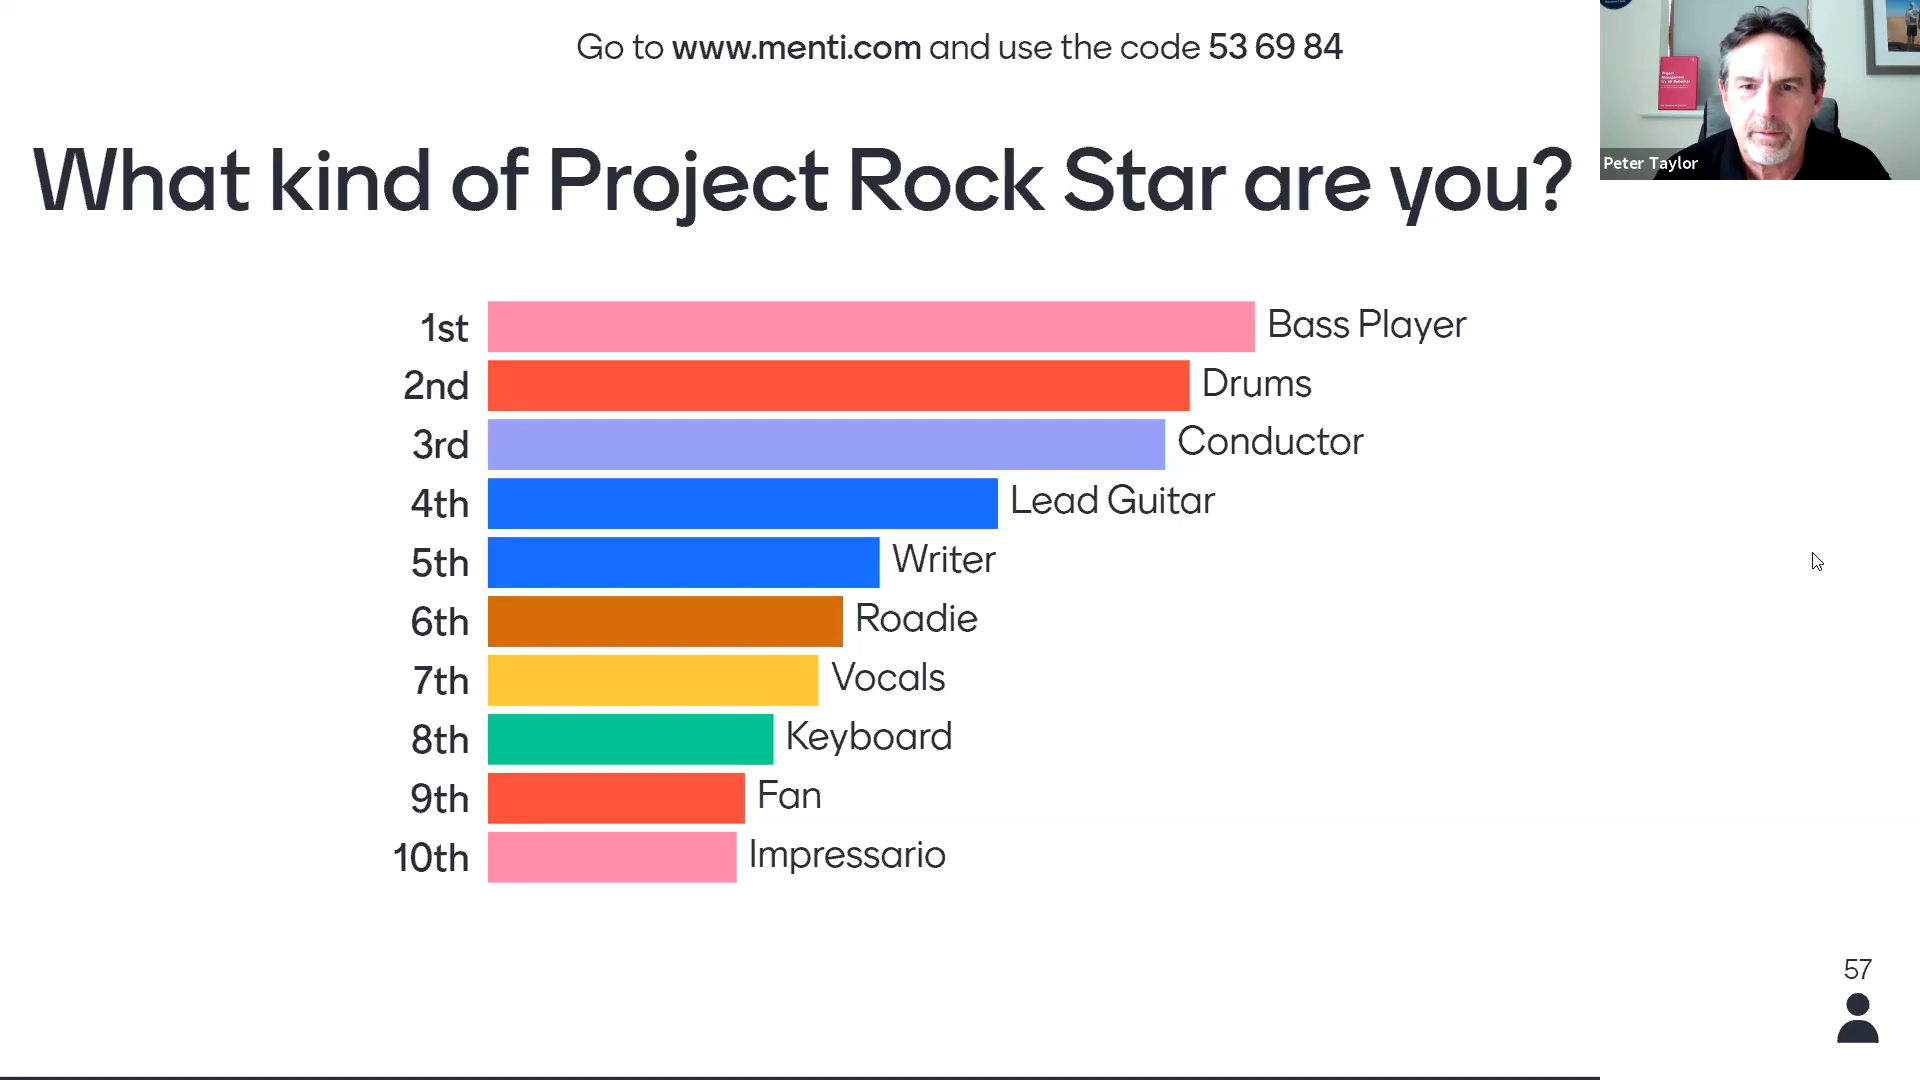 Go to www.menti.com and use the code 53 69 84
What kind of Project Rock Star are you?
Peter Taylor
1st Bass Player
2nd Drums
3rd Conductor
4th Lead Guitar
5th Writer
6th Roadie
7th Vocals
8th Keyboard
9th Fan
10th Impressario
57